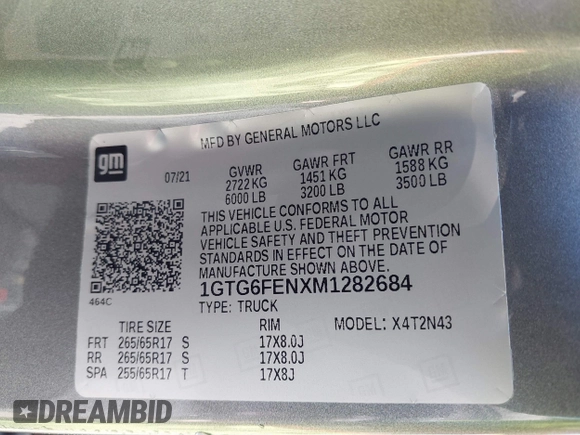 MFD BY GENERAL MOTORS LLC
gm
07/21
GVWR GAWR FRT GAWR RR
2722 KG 1451 KG 1588 KG
6000 LB 3200 LB 3500 LB
THIS VEHICLE CONFORMS TO ALL
APPLICABLE U.S. FEDERAL MOTOR
VEHICLE SAFETY AND THEFT PREVENTION
STANDARDS IN EFFECT ON THE DATE OF
MANUFACTURE SHOWN ABOVE.
464C
1GTG6FENXM1282684
TYPE: TRUCK
TIRE SIZE RIM MODEL: X4T2N43
FRT 265/65R17 S 17X8.0J
RR 265/65R17 S 17X8.0J
SPA 255/65R17 T 17X8J
DREAMBID